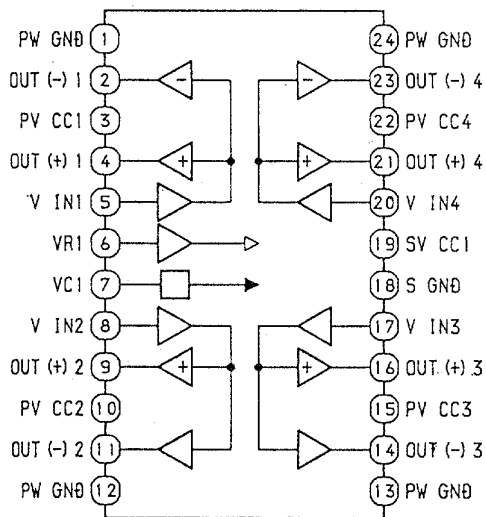 PW GND 1 24 PW GND
OUT (-) 1 2 - - 23 OUT (-) 4
PV CC1 3 22 PV CC4
OUT (+) 1 4 + + 21 OUT (+) 4
V IN1 5 20 V IN4
VR1 6 19 SV CC1
VC1 7 18 S GND
V IN2 8 17 V IN3
OUT (+) 2 9 + + 16 OUT (+) 3
PV CC2 10 15 PV CC3
OUT (-) 2 11 14 OUT (-) 3
PW GND 12 13 PW GND